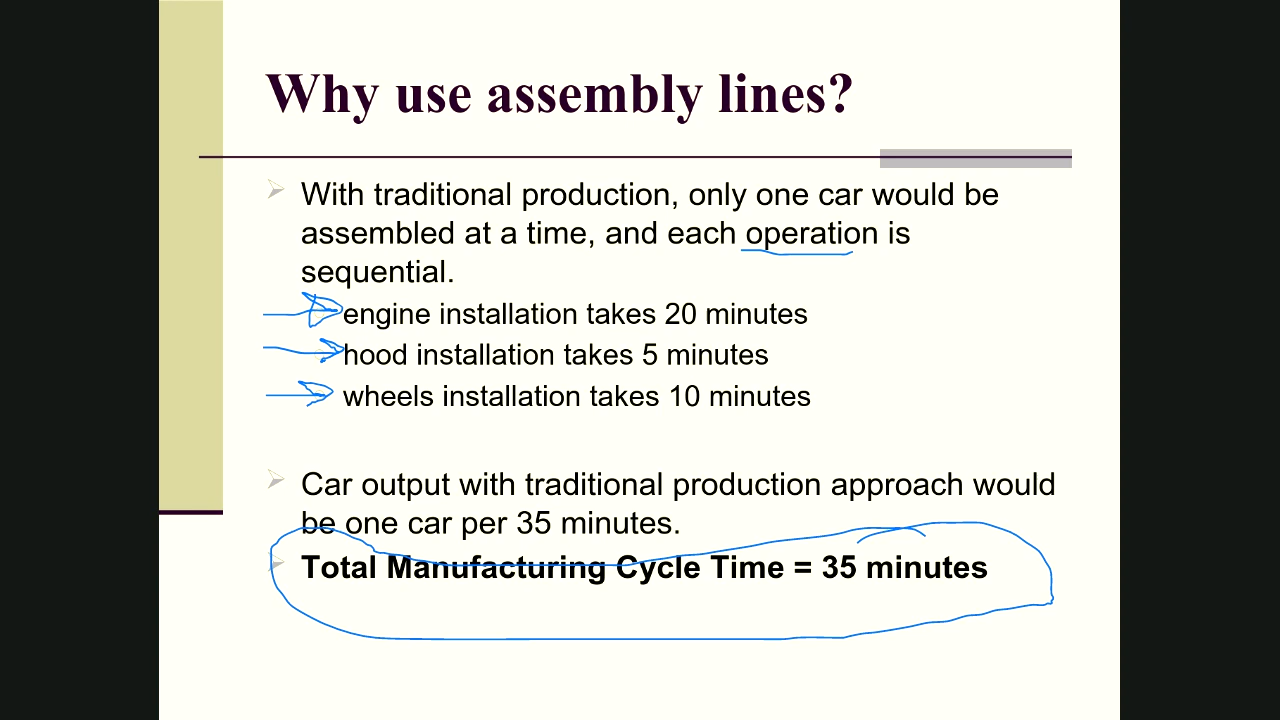 Why use assembly lines?
With traditional production, only one car would be
assembled at a time, and each operation is
sequential.
engine installation takes 20 minutes
hood installation takes 5 minutes
wheels installation takes 10 minutes
Car output with traditional production approach would
be one car per 35 minutes.
Total Manufacturing Cycle Time = 35 minutes